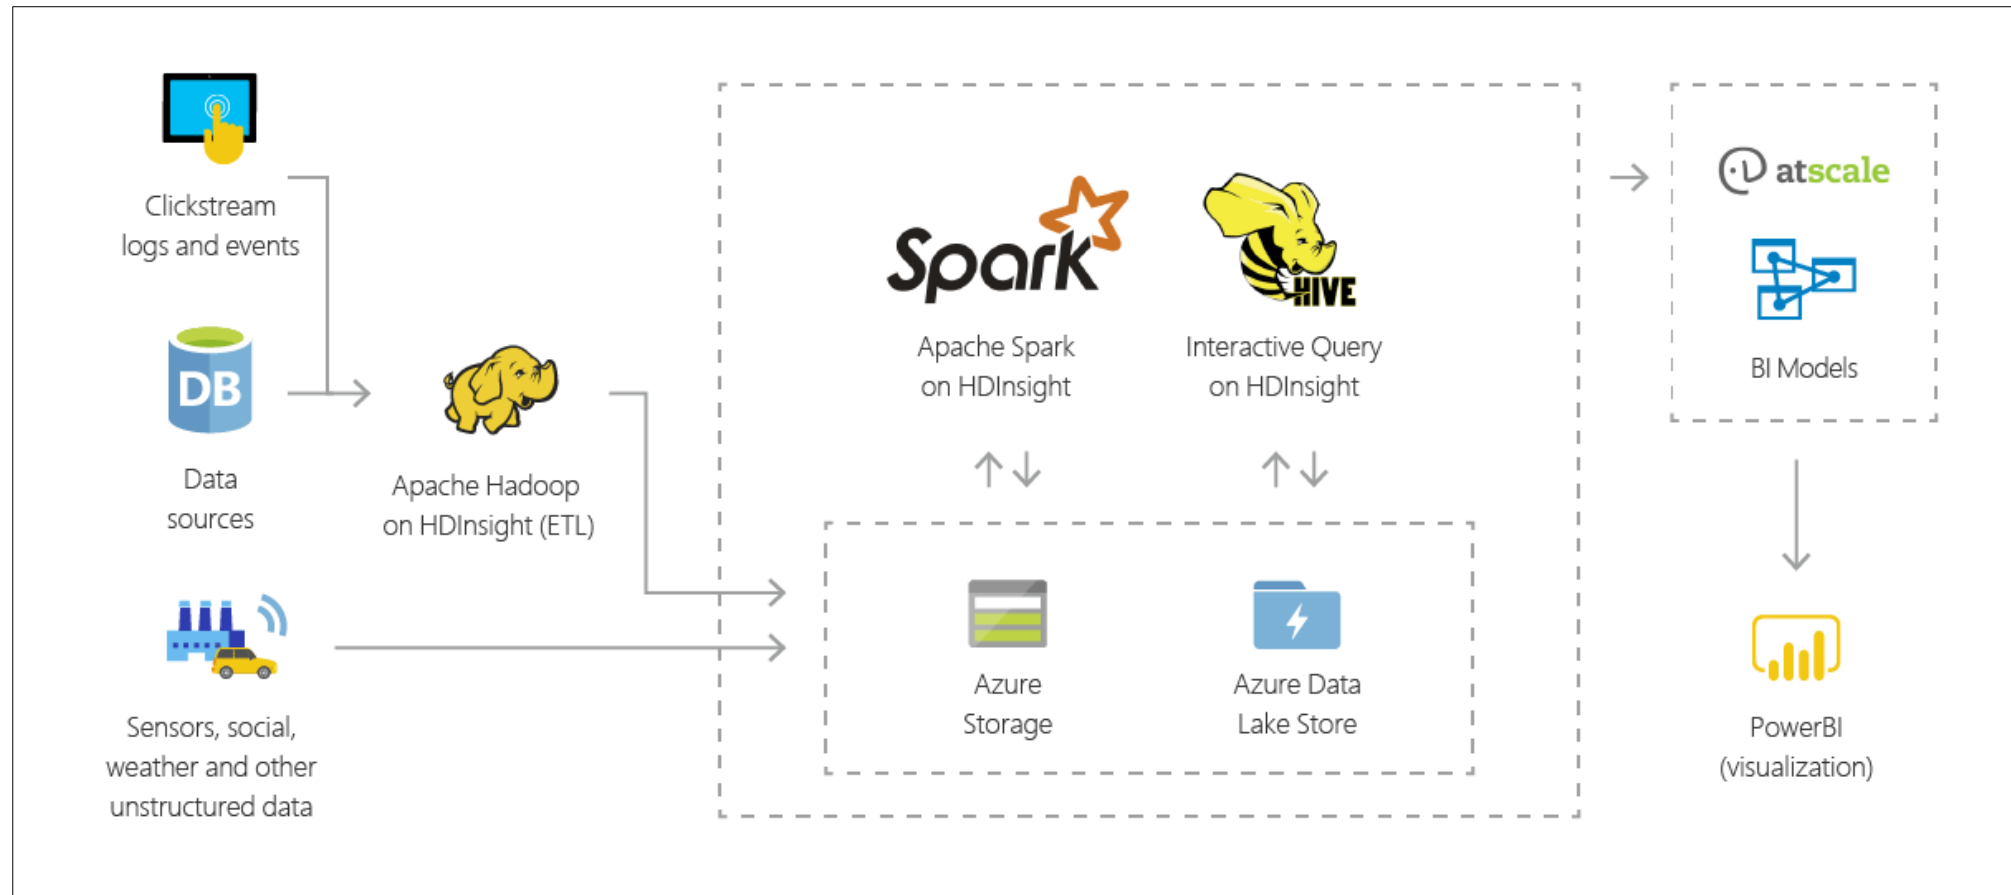 Clickstream
logs and events
DB
Data
sources
Sensors, social,
weather and other
unstructured data
Apache Hadoop
on HDInsight (ETL)
Spark
Apache Spark
on HDInsight
HIVE
Interactive Query
on HDInsight
Azure
Storage
Azure Data
Lake Store
atscale
BI Models
PowerBI
(visualization)